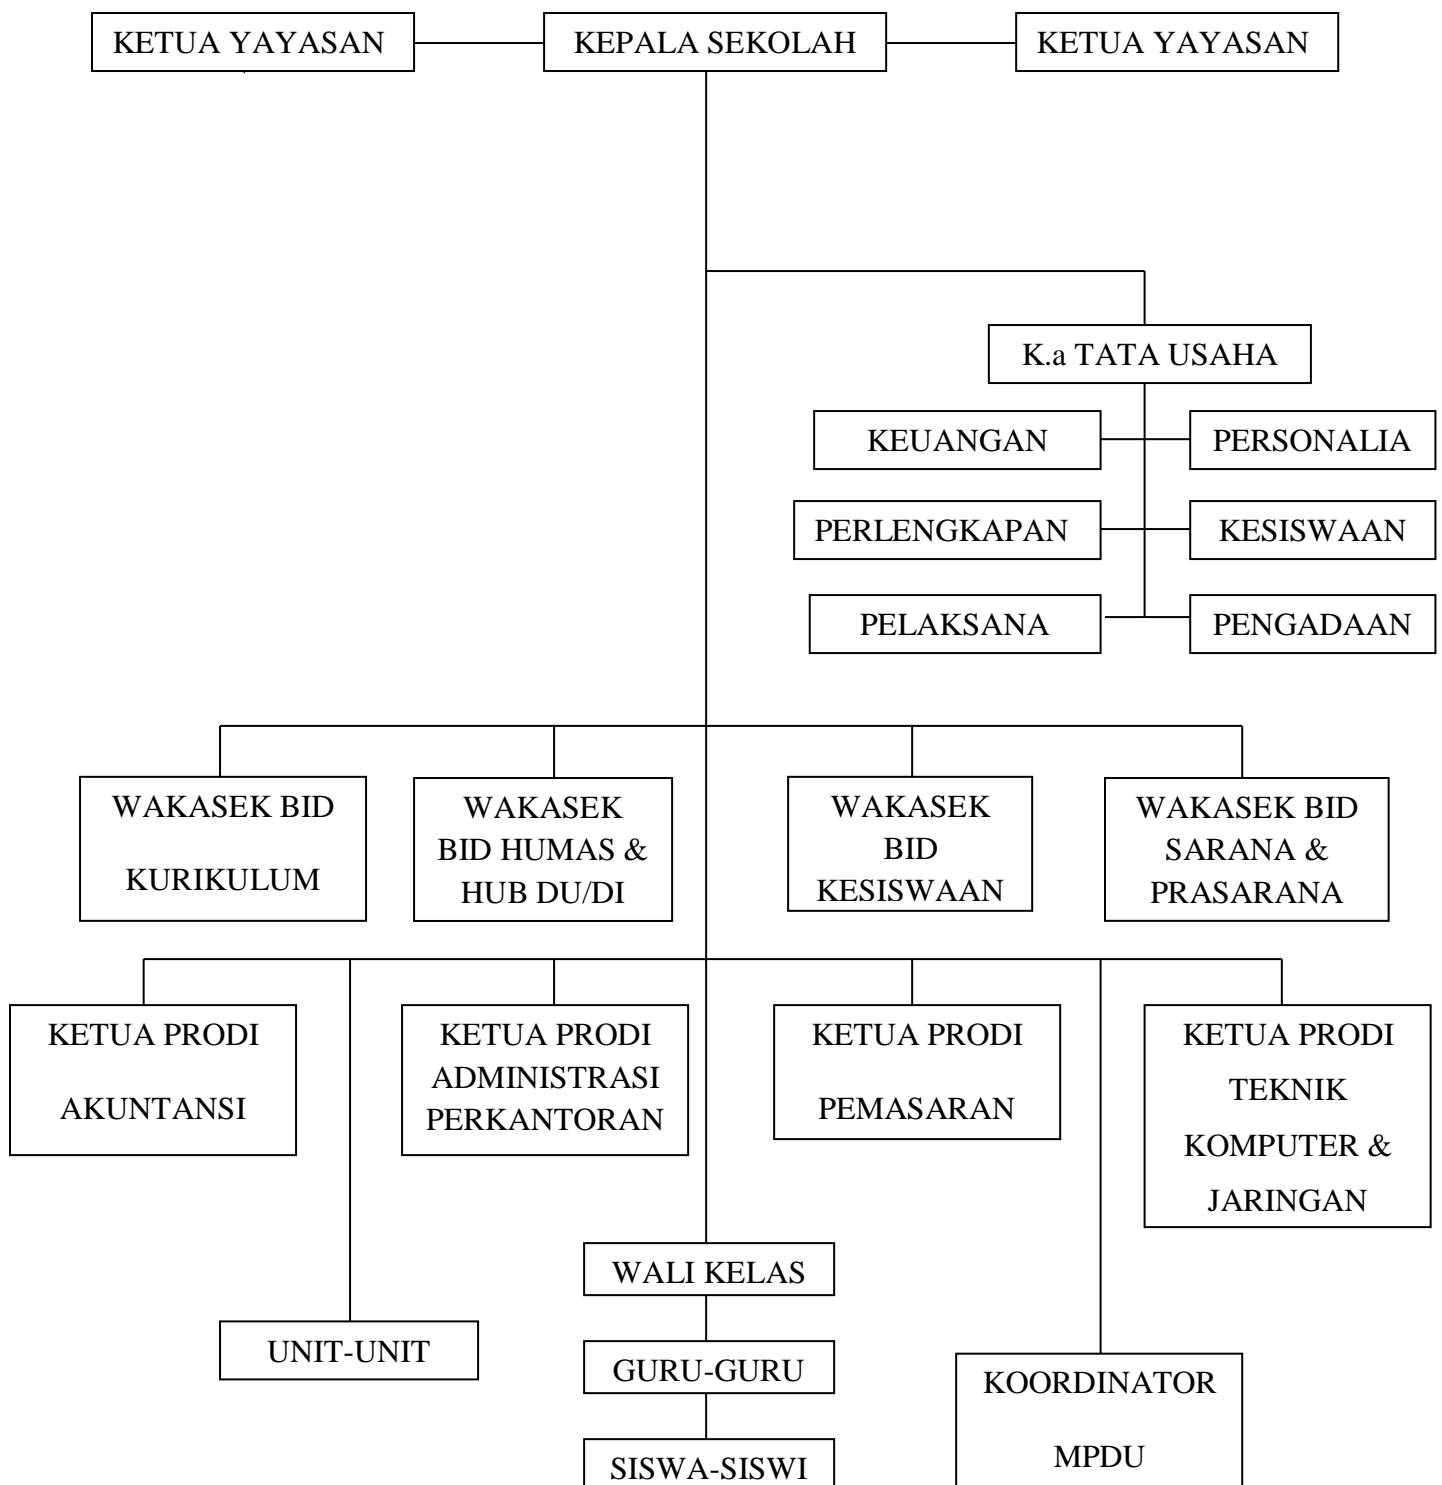 KETUA YAYASAN
KEPALA SEKOLAH
KETUA YAYASAN
K.a TATA USAHA
KEUANGAN
PERSONALIA
PERLENGKAPAN
KESISWAAN
PELAKSANA
PENGADAAN
WAKASEK BID
KURIKULUM
WAKASEK
BID HUMAS &
HUB DU/DI
WAKASEK
BID
KESISWAAN
WAKASEK BID
SARANA &
PRASARANA
KETUA PRODI
AKUNTANSI
KETUA PRODI
ADMINISTRASI
PERKANTORAN
KETUA PRODI
PEMASARAN
KETUA PRODI
TEKNIK
KOMPUTER &
JARINGAN
WALI KELAS
UNIT-UNIT
GURU-GURU
KOORDINATOR
MPDU
SISWA-SISWI